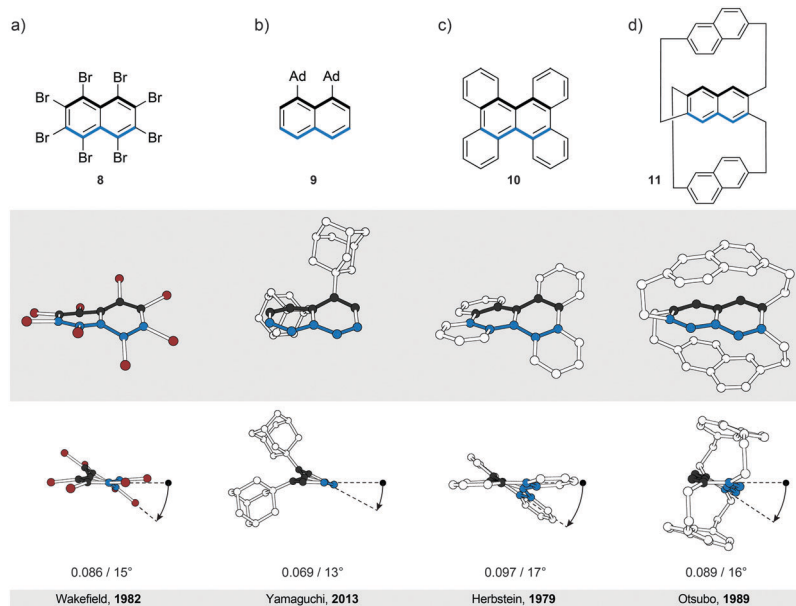 a) b) c) d)
Br Br Ad Ad
Br Br
Br Br
Br Br
8 9 10 11
0.086 / 15° 0.069 / 13° 0.097 / 17° 0.089 / 16°
Wakefield, 1982 Yamaguchi, 2013 Herbstein, 1979 Otsubo, 1989